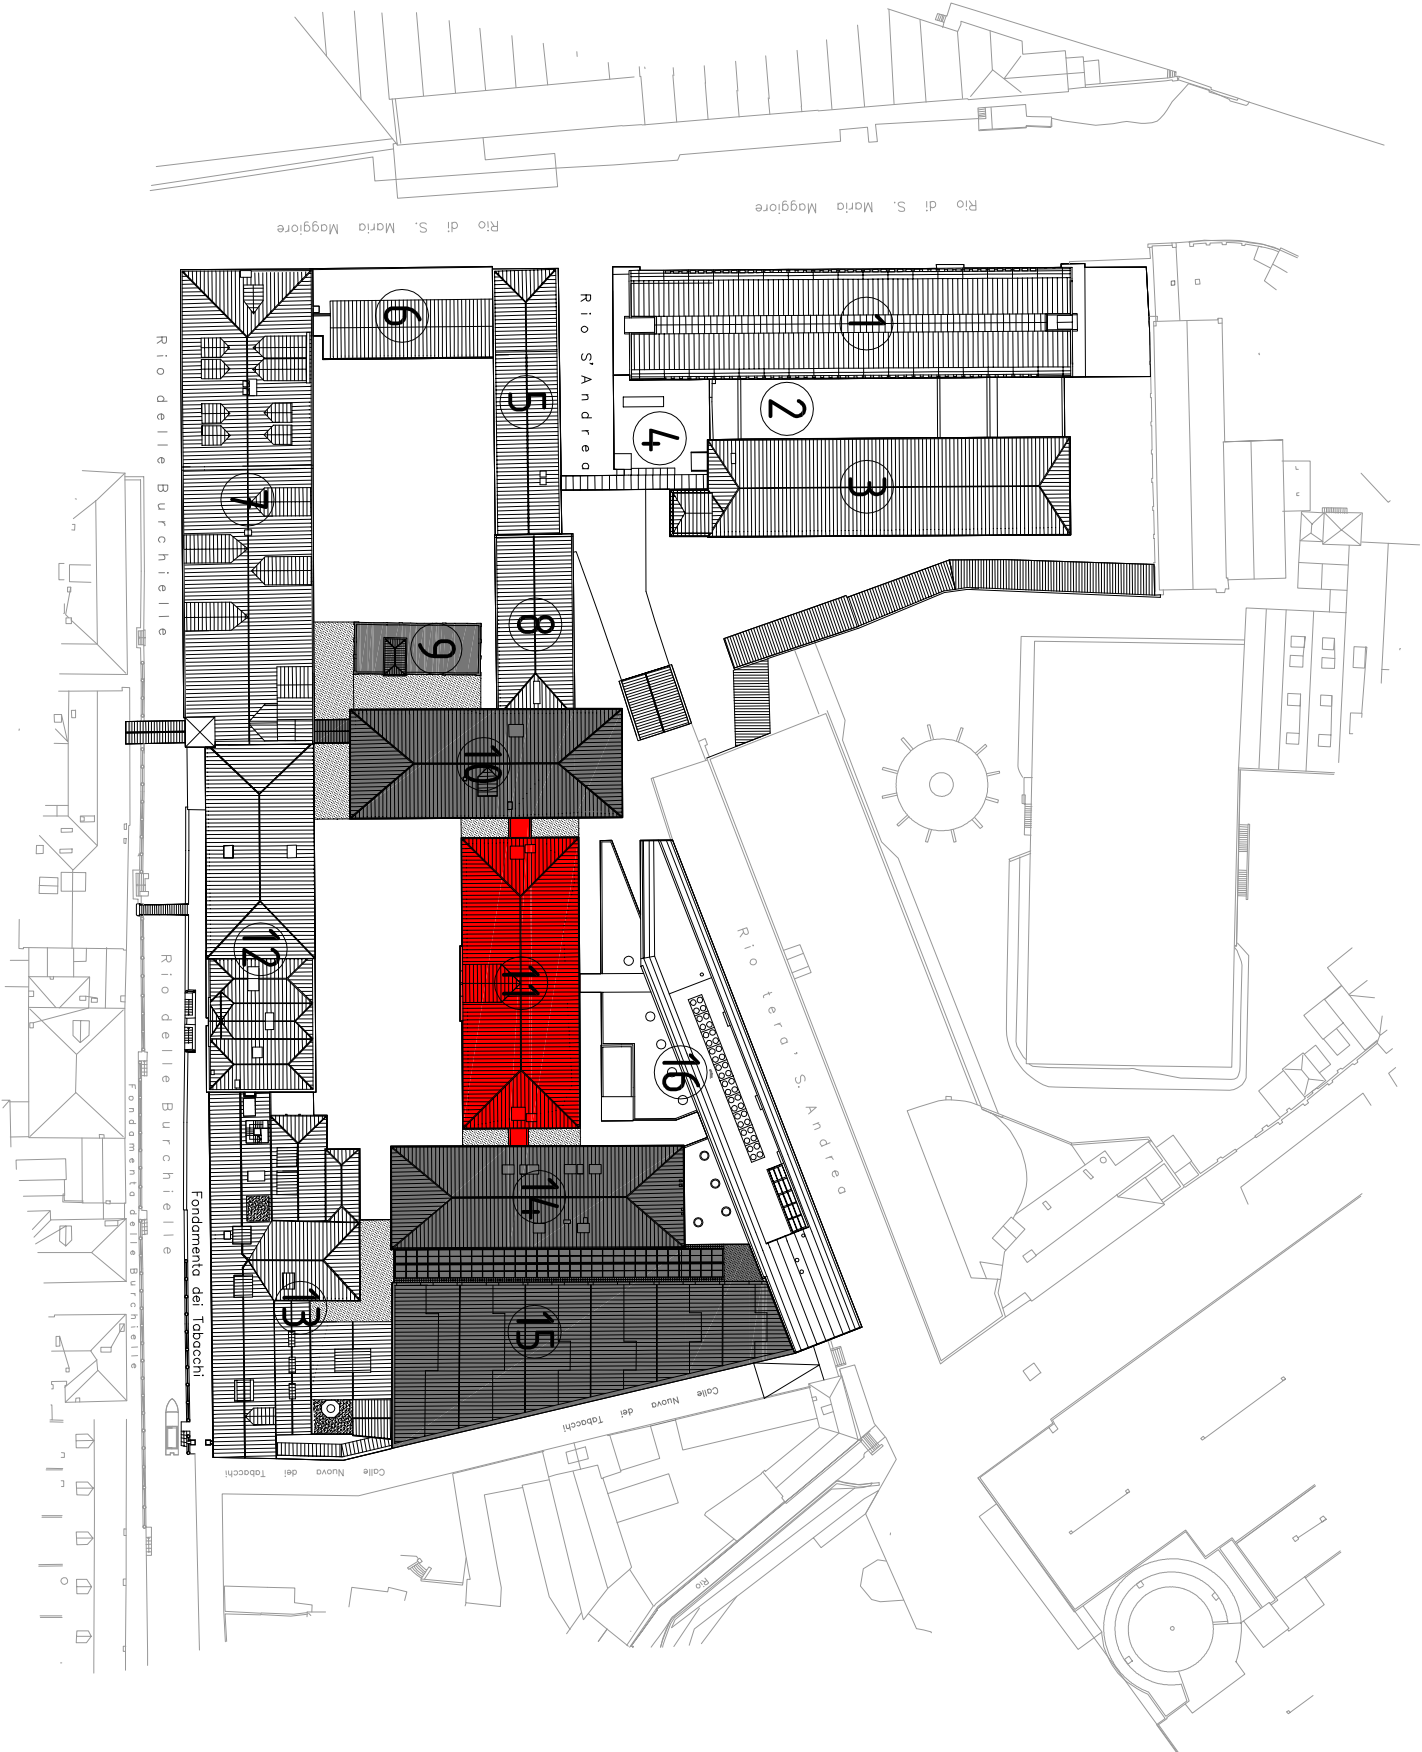 Rio di S. Maria Maggiore
Rio di S. Maria Maggiore
6
5
1
2
4
3
Rio S'Andrea
Rio delle Burchielle
7
8
9
10
11
12
Rio terà' S. Andrea
16
Rio delle Burchielle
Fondamenta delle Burchielle
Fondamenta dei Tabacchi
14
13
15
Calle Nuova dei Tabacchi
Calle Nuova dei Tabacchi
Rio